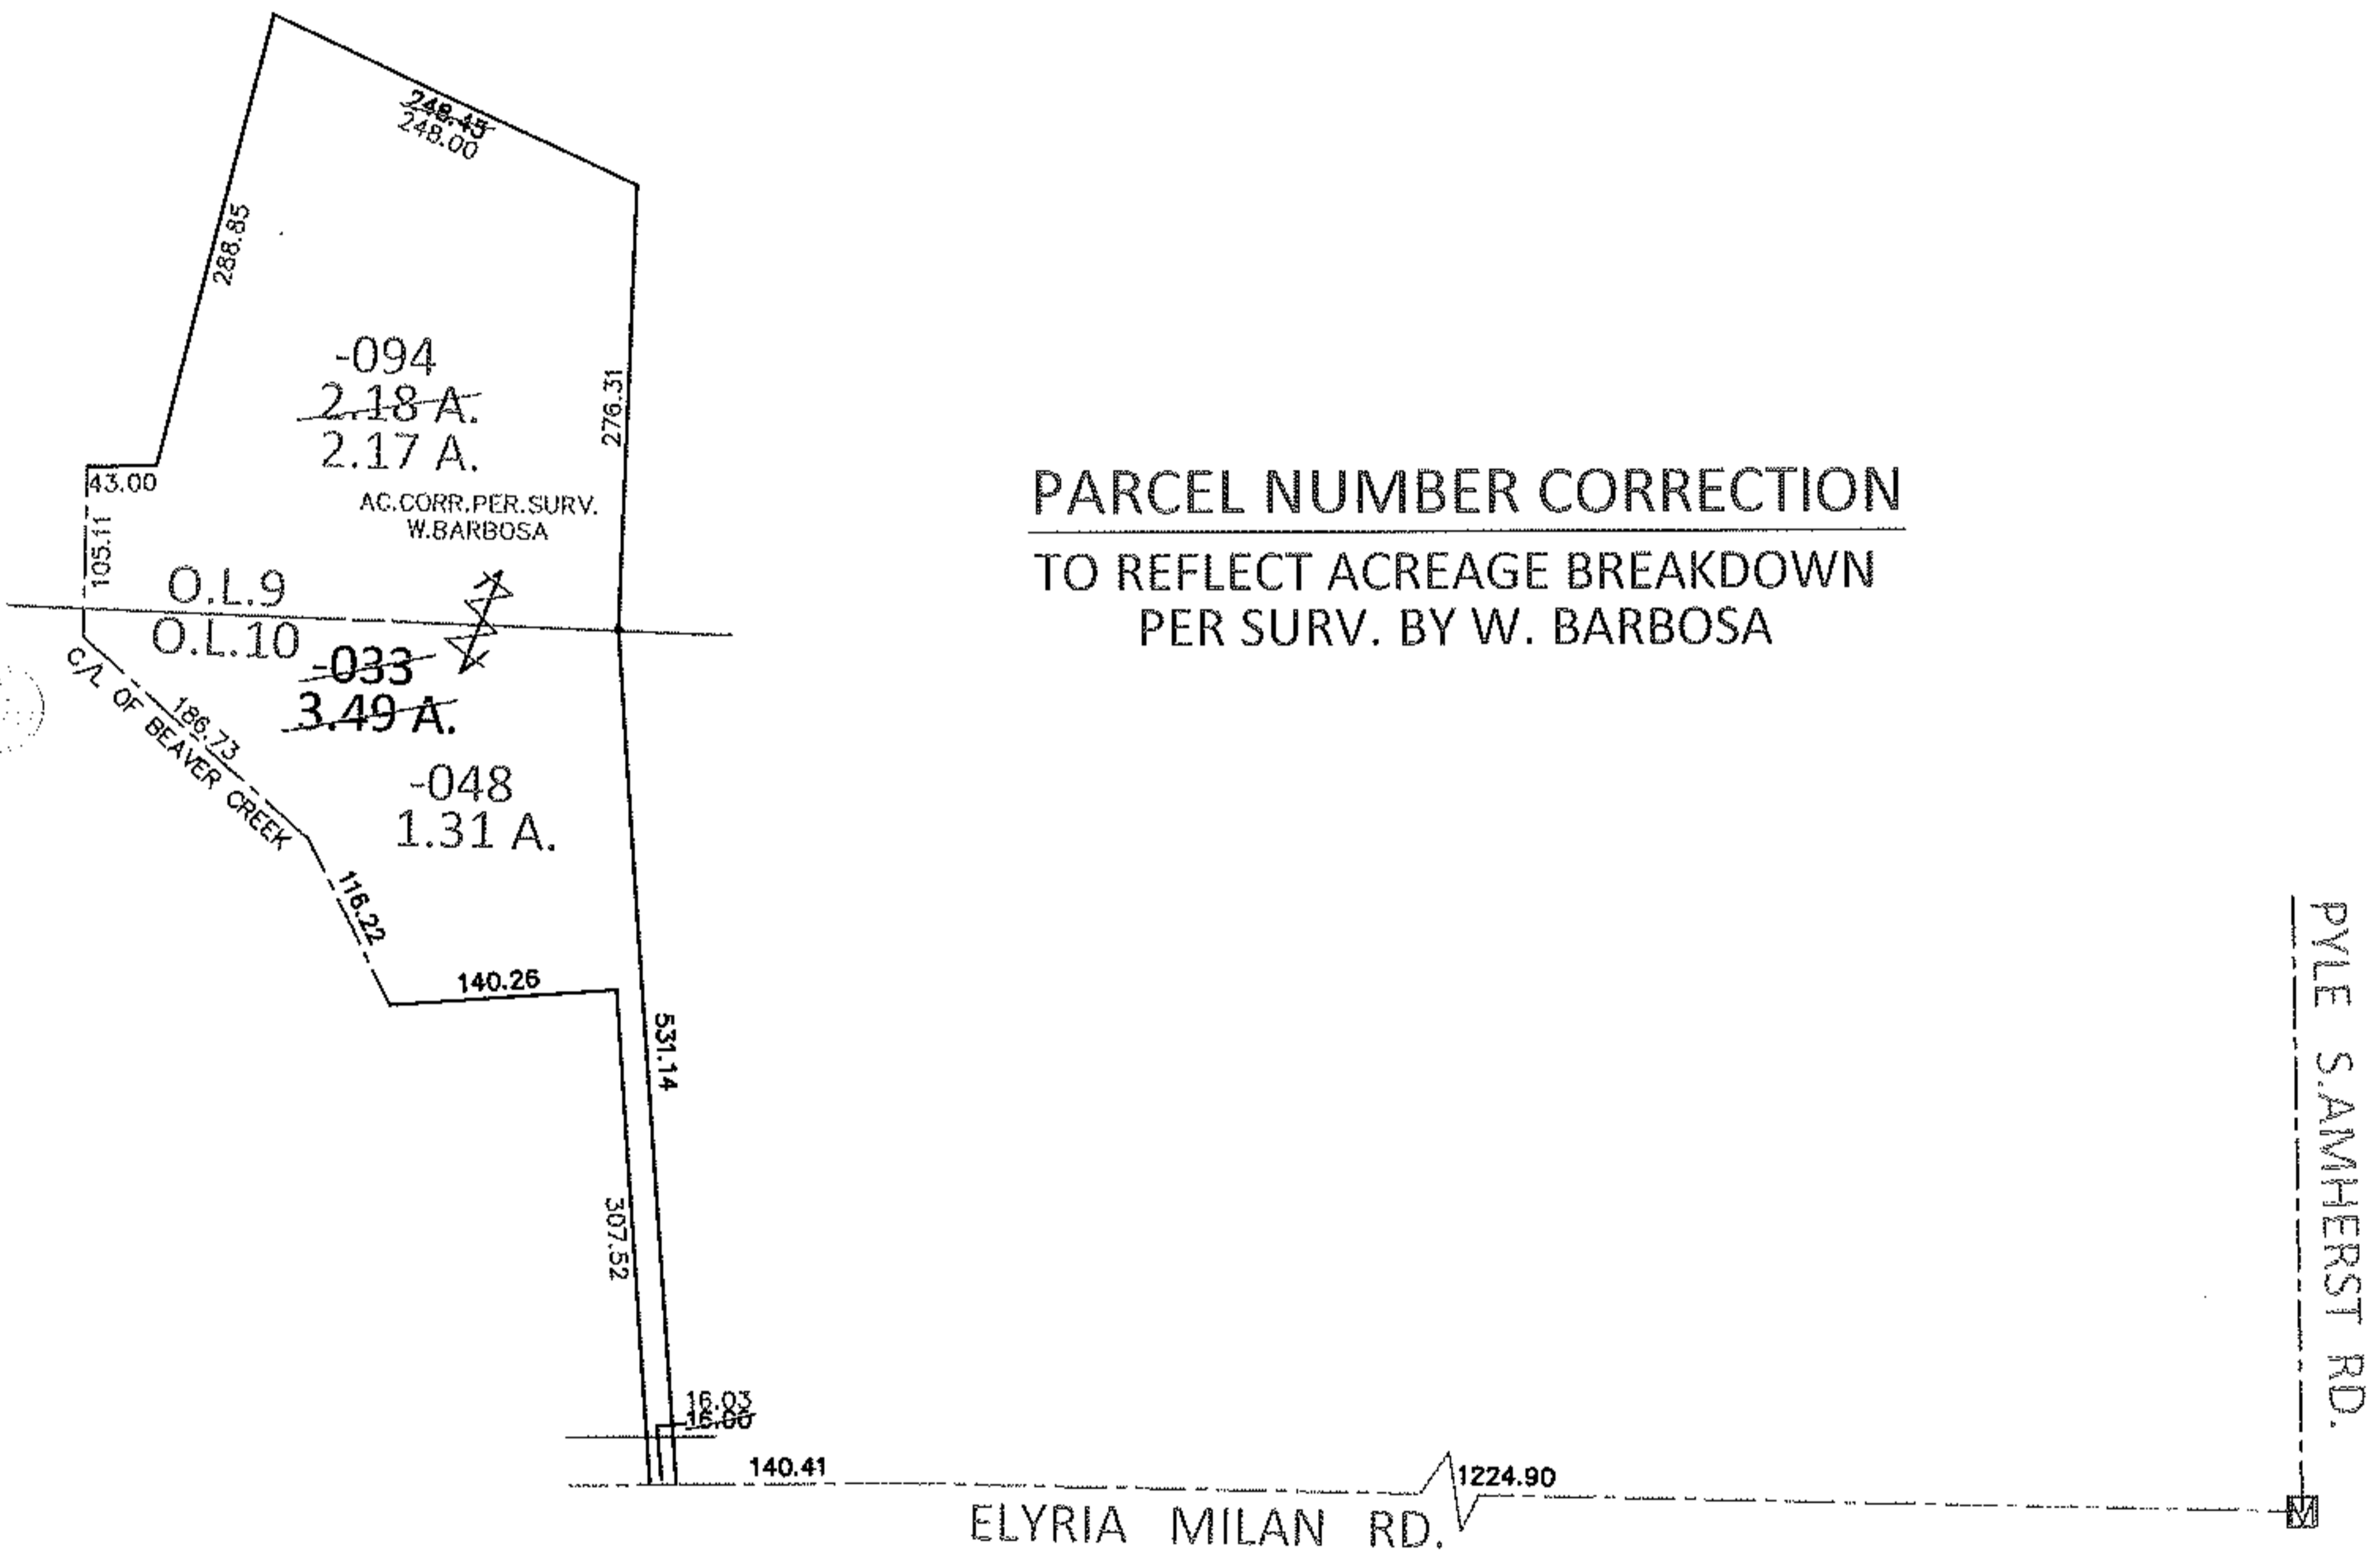 248.45
248.00
288.85
276.31
-094
2.18 A.
2.17 A.
AC.CORR.PER.SURV.
W.BARBOSA
43.00
105.11
O.L.9
O.L.10
-033
3.49 A.
C/L OF BEAVER CREEK
186.73
-048
1.31 A.
116.22
140.26
531.14
307.52
16.03
16.00
140.41
1224.90
ELYRIA MILAN RD.
PYLE S.AMHERST RD.
M
PARCEL NUMBER CORRECTION
TO REFLECT ACREAGE BREAKDOWN
PER SURV. BY W. BARBOSA